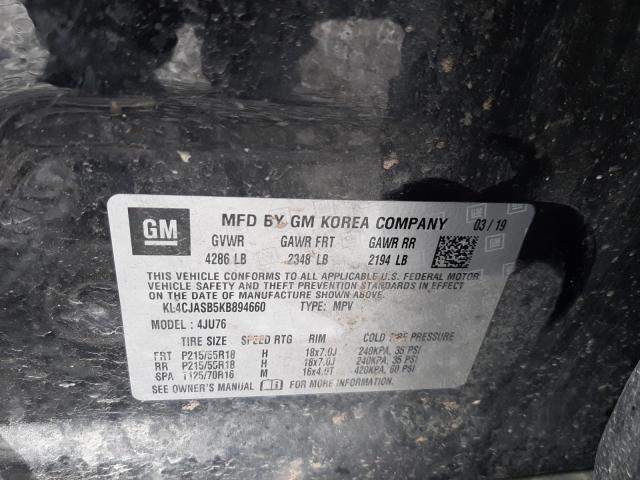 GM MFD BY GM KOREA COMPANY 03 / 19
GVWR GAWR FRT GAWR RR
4286 LB 2348 LB 2194 LB
THIS VEHICLE CONFORMS TO ALL APPLICABLE U.S. FEDERAL MOTOR
VEHICLE SAFETY AND THEFT PREVENTION STANDARDS IN EFFECT ON
THE DATE OF MANUFACTURE SHOWN ABOVE.
KL4CJASB5KB894660 TYPE: MPV
MODEL: 4JU76
TIRE SIZE SPEED RTG RIM COLD TIRE PRESSURE
FRT P215/55R18 H 18x7.0J 240KPA, 35 PSI
RR P215/55R18 H 18x7.0J 240KPA, 35 PSI
SPA T125/70R16 M 16x4.0T 420KPA, 60 PSI
SEE OWNER'S MANUAL FOR MORE INFORMATION.